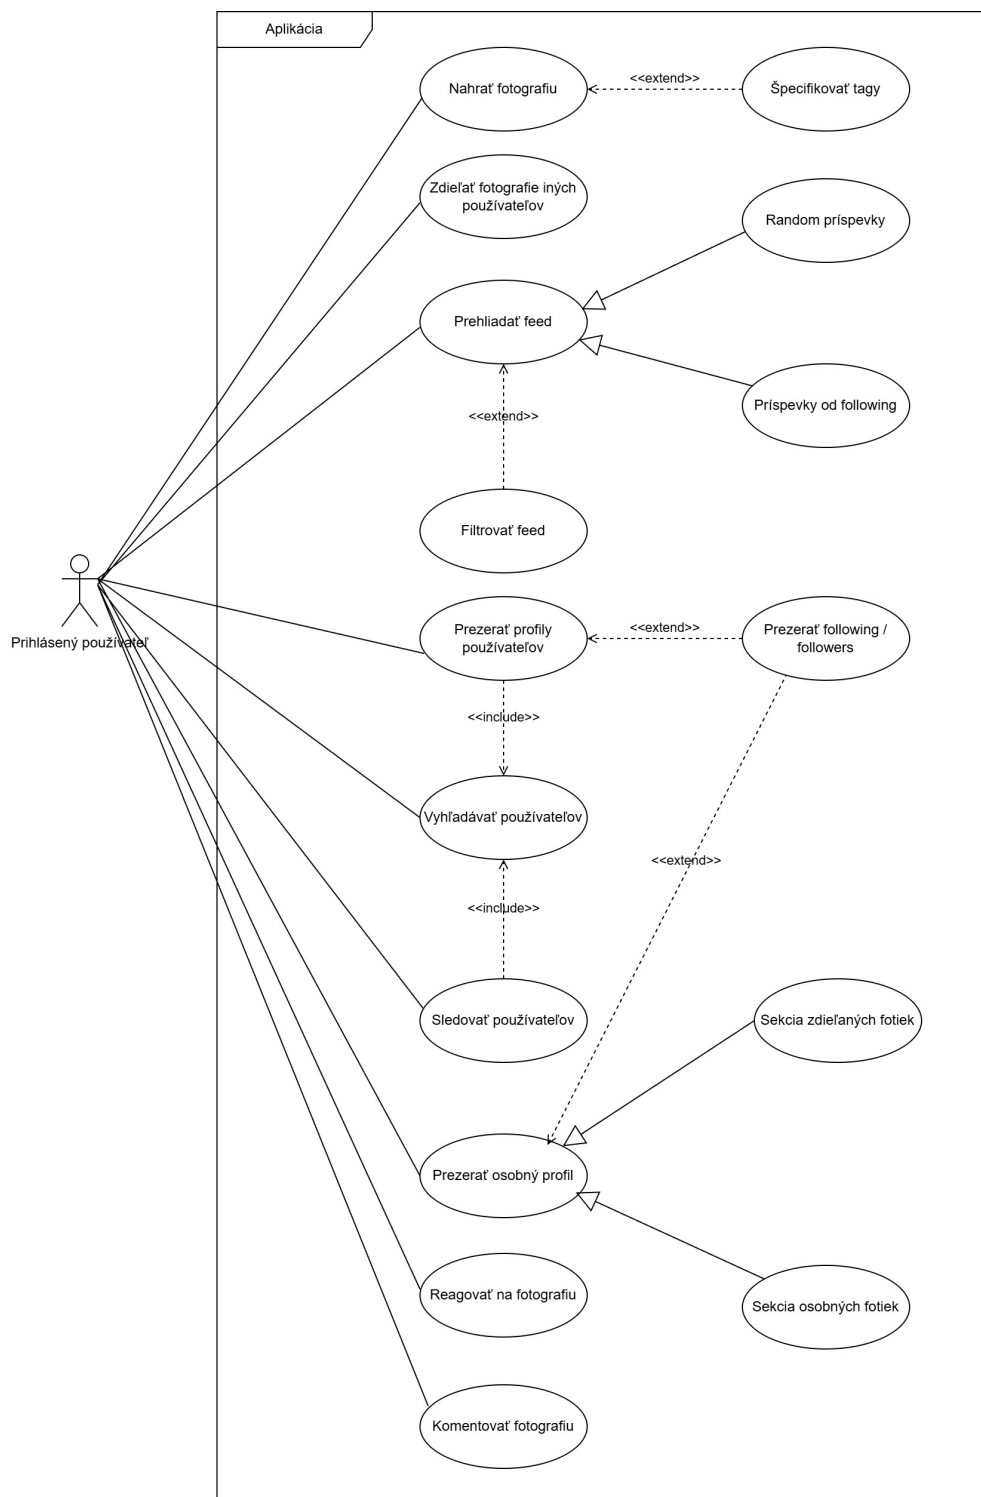 Aplikácia
Nahrať fotografiu
<<extend>>
Špecifikovať tagy
Zdieľať fotografie iných
používateľov
Random príspevky
Prehliadať feed
Príspevky od following
<<extend>>
Filtrovať feed
Prihlásený používateľ
Prezerať profily
používateľov
<<extend>>
Prezerať following /
followers
<<include>>
Vyhľadávať používateľov
<<extend>>
<<include>>
Sledovať používateľov
Sekcia zdieľaných fotiek
Prezerať osobný profil
Reagovať na fotografiu
Sekcia osobných fotiek
Komentovať fotografiu